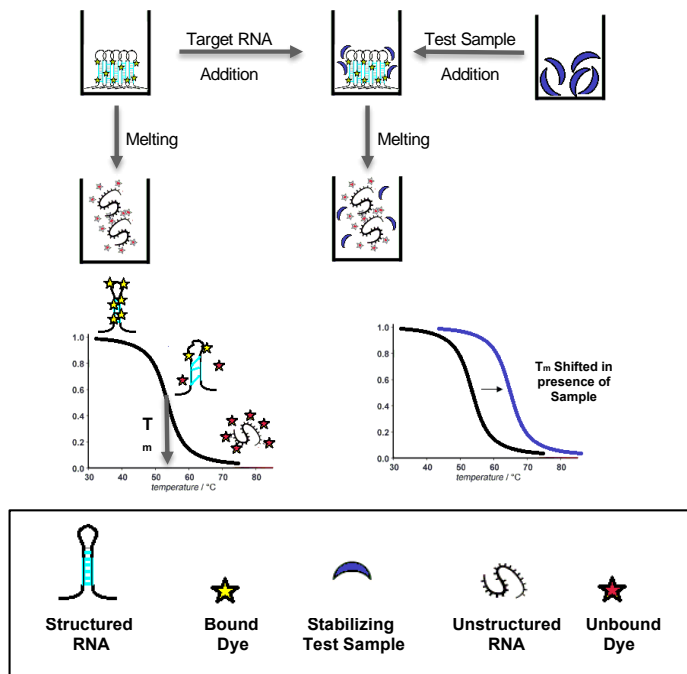 Target RNA
Addition
Test Sample
Addition
Melting
Melting
1.0
0.8
0.6
0.4
0.2
0.0
30
40
50
60
70
80
temperature / °C
T
m
1.0
0.8
0.6
0.4
0.2
0.0
30
40
50
60
70
80
temperature / °C
Tm Shifted in
presence of
Sample
Structured
RNA
Bound
Dye
Stabilizing
Test Sample
Unstructured
RNA
Unbound
Dye